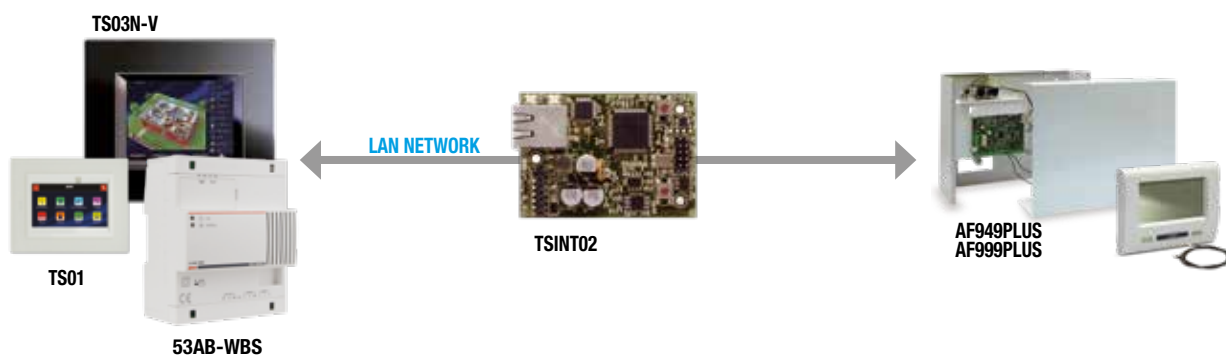 TS03N-V
LAN NETWORK
TS01
53AB-WBS
TSINT02
AF949PLUS
AF999PLUS